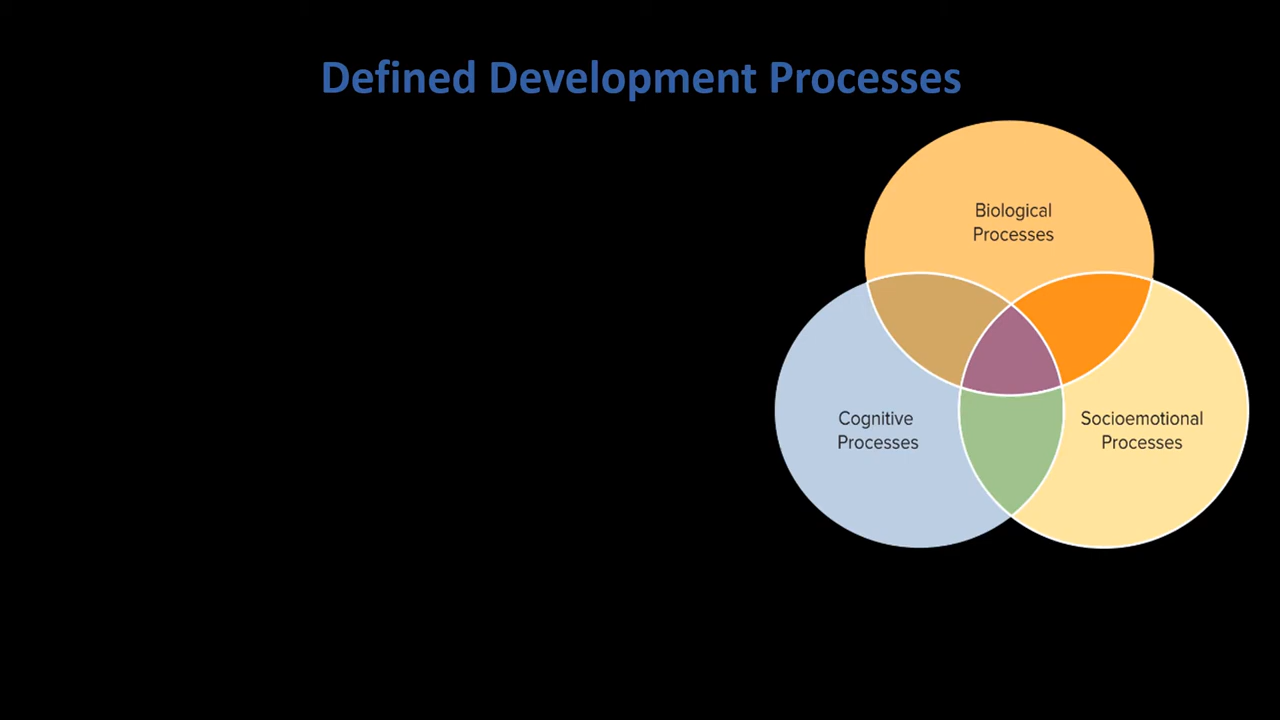 Defined Development Processes
Biological
Processes
Cognitive
Processes
Socioemotional
Processes